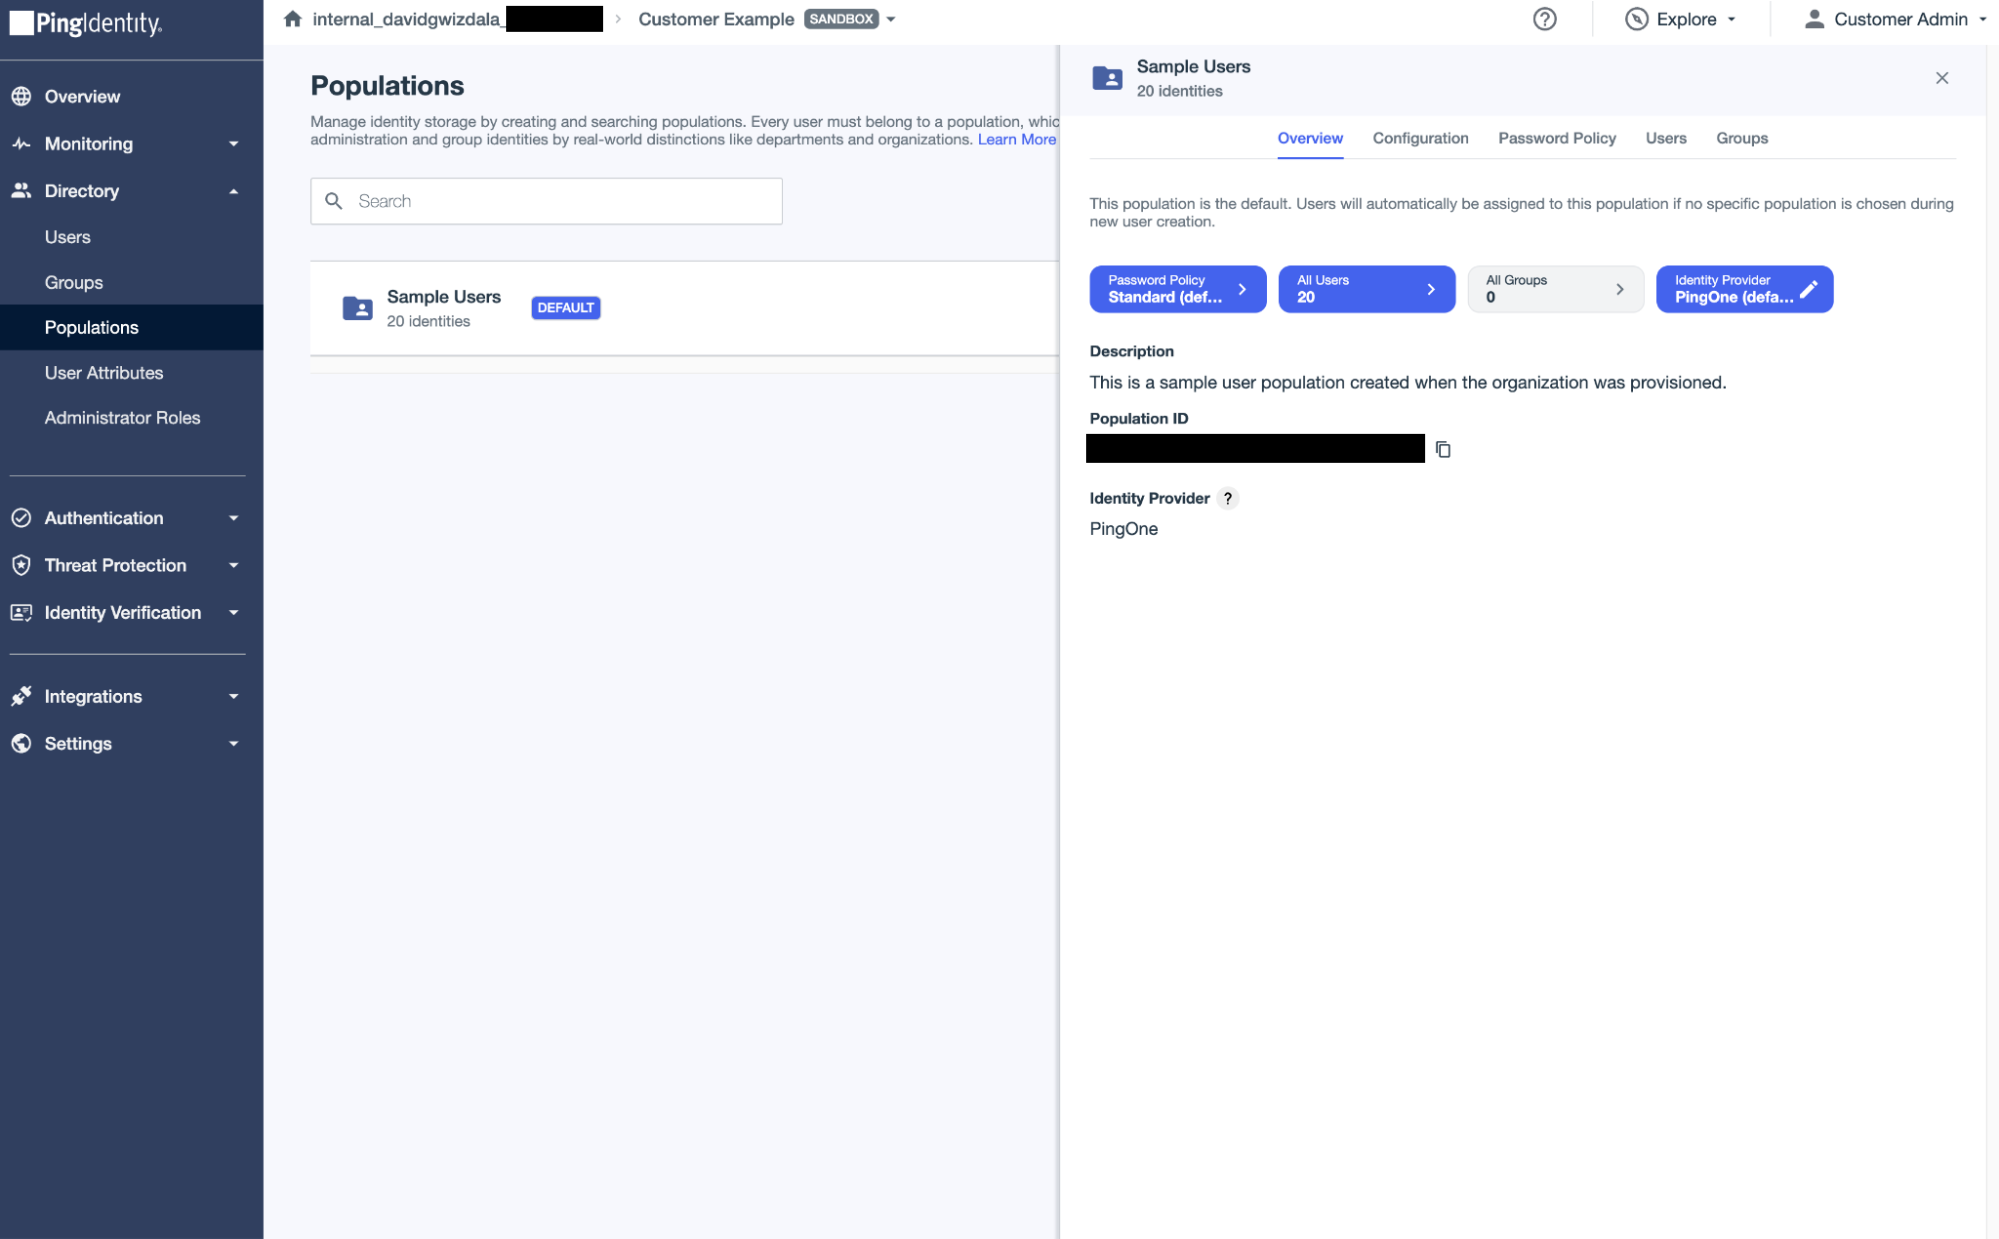 PingIdentity.
internal_davidgwizdala_
Customer Example SANDBOX
Explore
Customer Admin
Overview
Monitoring
Directory
Users
Groups
Populations
User Attributes
Administrator Roles
Authentication
Threat Protection
Identity Verification
Integrations
Settings
Populations
Manage identity storage by creating and searching populations. Every user must belong to a population, whic
administration and group identities by real-world distinctions like departments and organizations. Learn More
Search
Sample Users
20 identities
DEFAULT
Sample Users
20 identities
Overview Configuration Password Policy Users Groups
This population is the default. Users will automatically be assigned to this population if no specific population is chosen during
new user creation.
Password Policy
Standard (def...
All Users
20
All Groups
0
Identity Provider
PingOne (defa...
Description
This is a sample user population created when the organization was provisioned.
Population ID
Identity Provider ?
PingOne